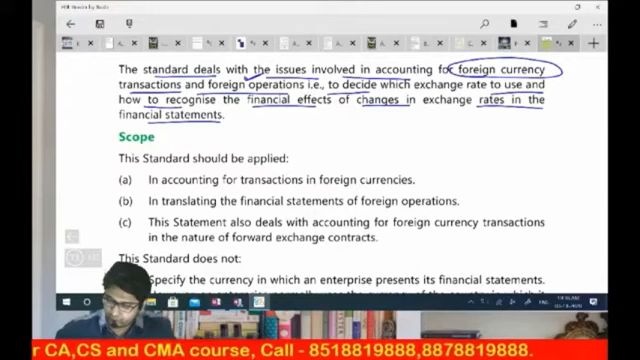 The standard deals with the issues involved in accounting for foreign currency
transactions and foreign operations i.e., to decide which exchange rate to use and
how to recognise the financial effects of changes in exchange rates in the
financial statements.
Scope
This Standard should be applied:
(a) In accounting for transactions in foreign currencies.
(b) In translating the financial statements of foreign operations.
(c) This Statement also deals with accounting for foreign currency transactions
in the nature of forward exchange contracts.
This Standard does not:
Specify the currency in which an enterprise presents its financial statements.
r CA,CS and CMA course, Call - 8518819888,8878819888.